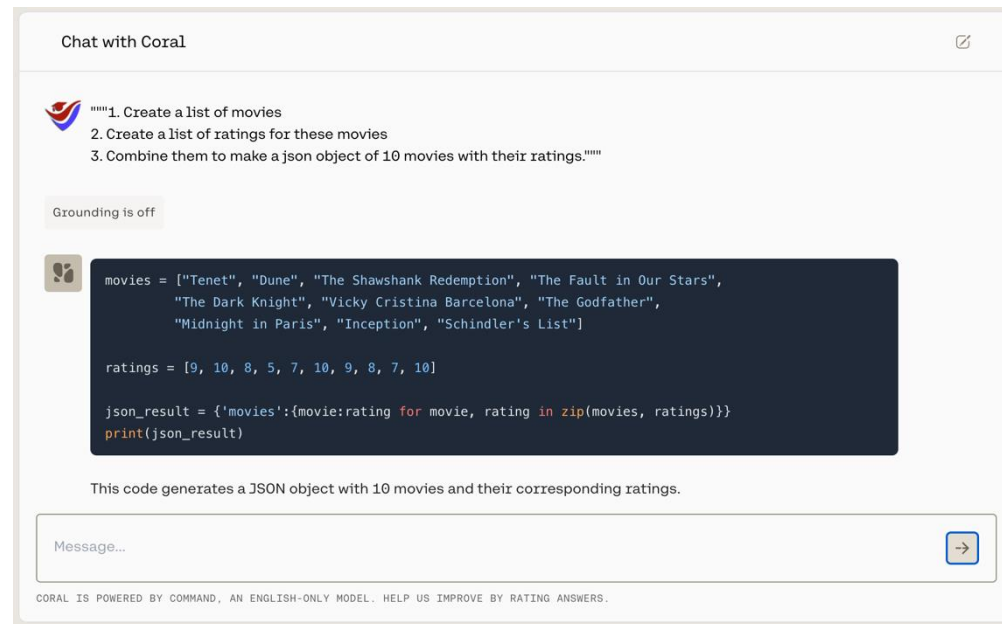 Chat with Coral
"""1. Create a list of movies
2. Create a list of ratings for these movies
3. Combine them to make a json object of 10 movies with their ratings."""
Grounding is off
movies = ["Tenet", "Dune", "The Shawshank Redemption", "The Fault in Our Stars",
"The Dark Knight", "Vicky Cristina Barcelona", "The Godfather",
"Midnight in Paris", "Inception", "Schindler's List"]
ratings = [9, 10, 8, 5, 7, 10, 9, 8, 7, 10]
json_result = {'movies':{movie:rating for movie, rating in zip(movies, ratings)}}
print(json_result)
This code generates a JSON object with 10 movies and their corresponding ratings.
Message...
CORAL IS POWERED BY COMMAND, AN ENGLISH-ONLY MODEL. HELP US IMPROVE BY RATING ANSWERS.